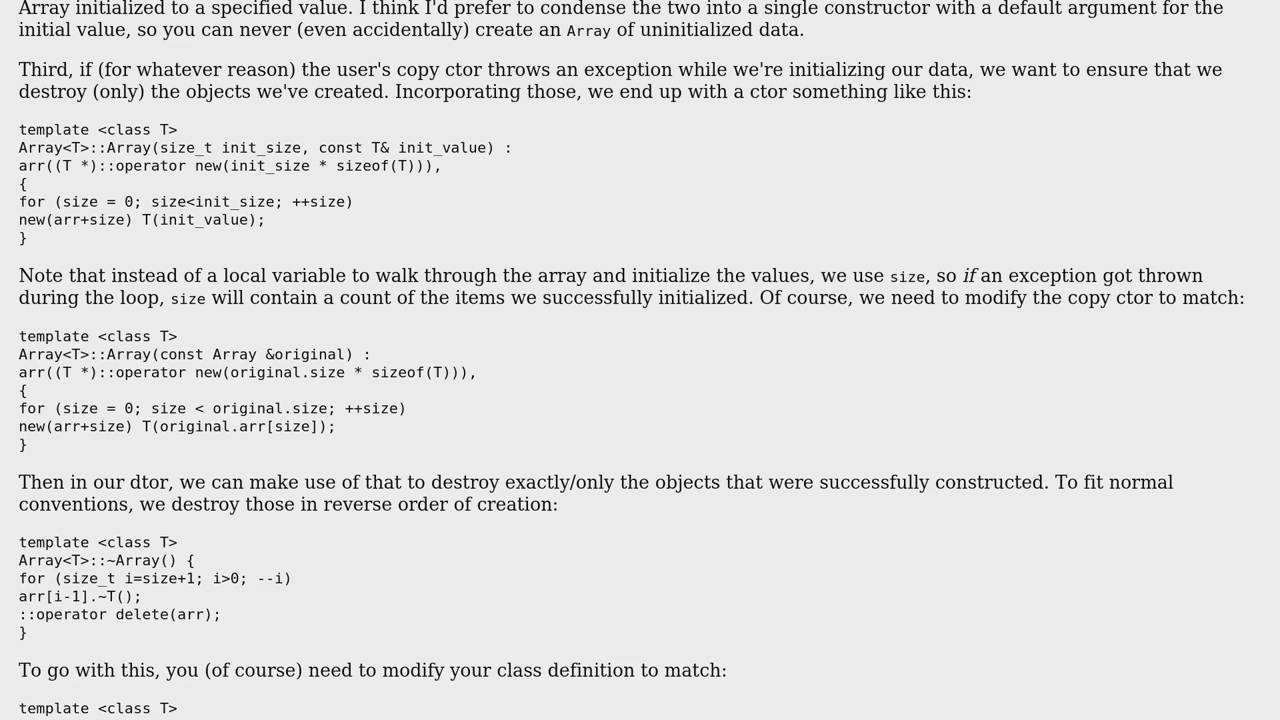 Array initialized to a specified value. I think I'd prefer to condense the two into a single constructor with a default argument for the
initial value, so you can never (even accidentally) create an Array of uninitialized data.
Third, if (for whatever reason) the user's copy ctor throws an exception while we're initializing our data, we want to ensure that we
destroy (only) the objects we've created. Incorporating those, we end up with a ctor something like this:
template <class T>
Array<T>::Array(size_t init_size, const T& init_value) :
arr((T *)::operator new(init_size * sizeof(T))),
{
for (size = 0; size<init_size; ++size)
new(arr+size) T(init_value);
}
Note that instead of a local variable to walk through the array and initialize the values, we use size, so if an exception got thrown
during the loop, size will contain a count of the items we successfully initialized. Of course, we need to modify the copy ctor to match:
template <class T>
Array<T>::Array(const Array &original) :
arr((T *)::operator new(original.size * sizeof(T))),
{
for (size = 0; size < original.size; ++size)
new(arr+size) T(original.arr[size]);
}
Then in our dtor, we can make use of that to destroy exactly/only the objects that were successfully constructed. To fit normal
conventions, we destroy those in reverse order of creation:
template <class T>
Array<T>::~Array() {
for (size_t i=size+1; i>0; --i)
arr[i-1].~T();
::operator delete(arr);
}
To go with this, you (of course) need to modify your class definition to match:
template <class T>